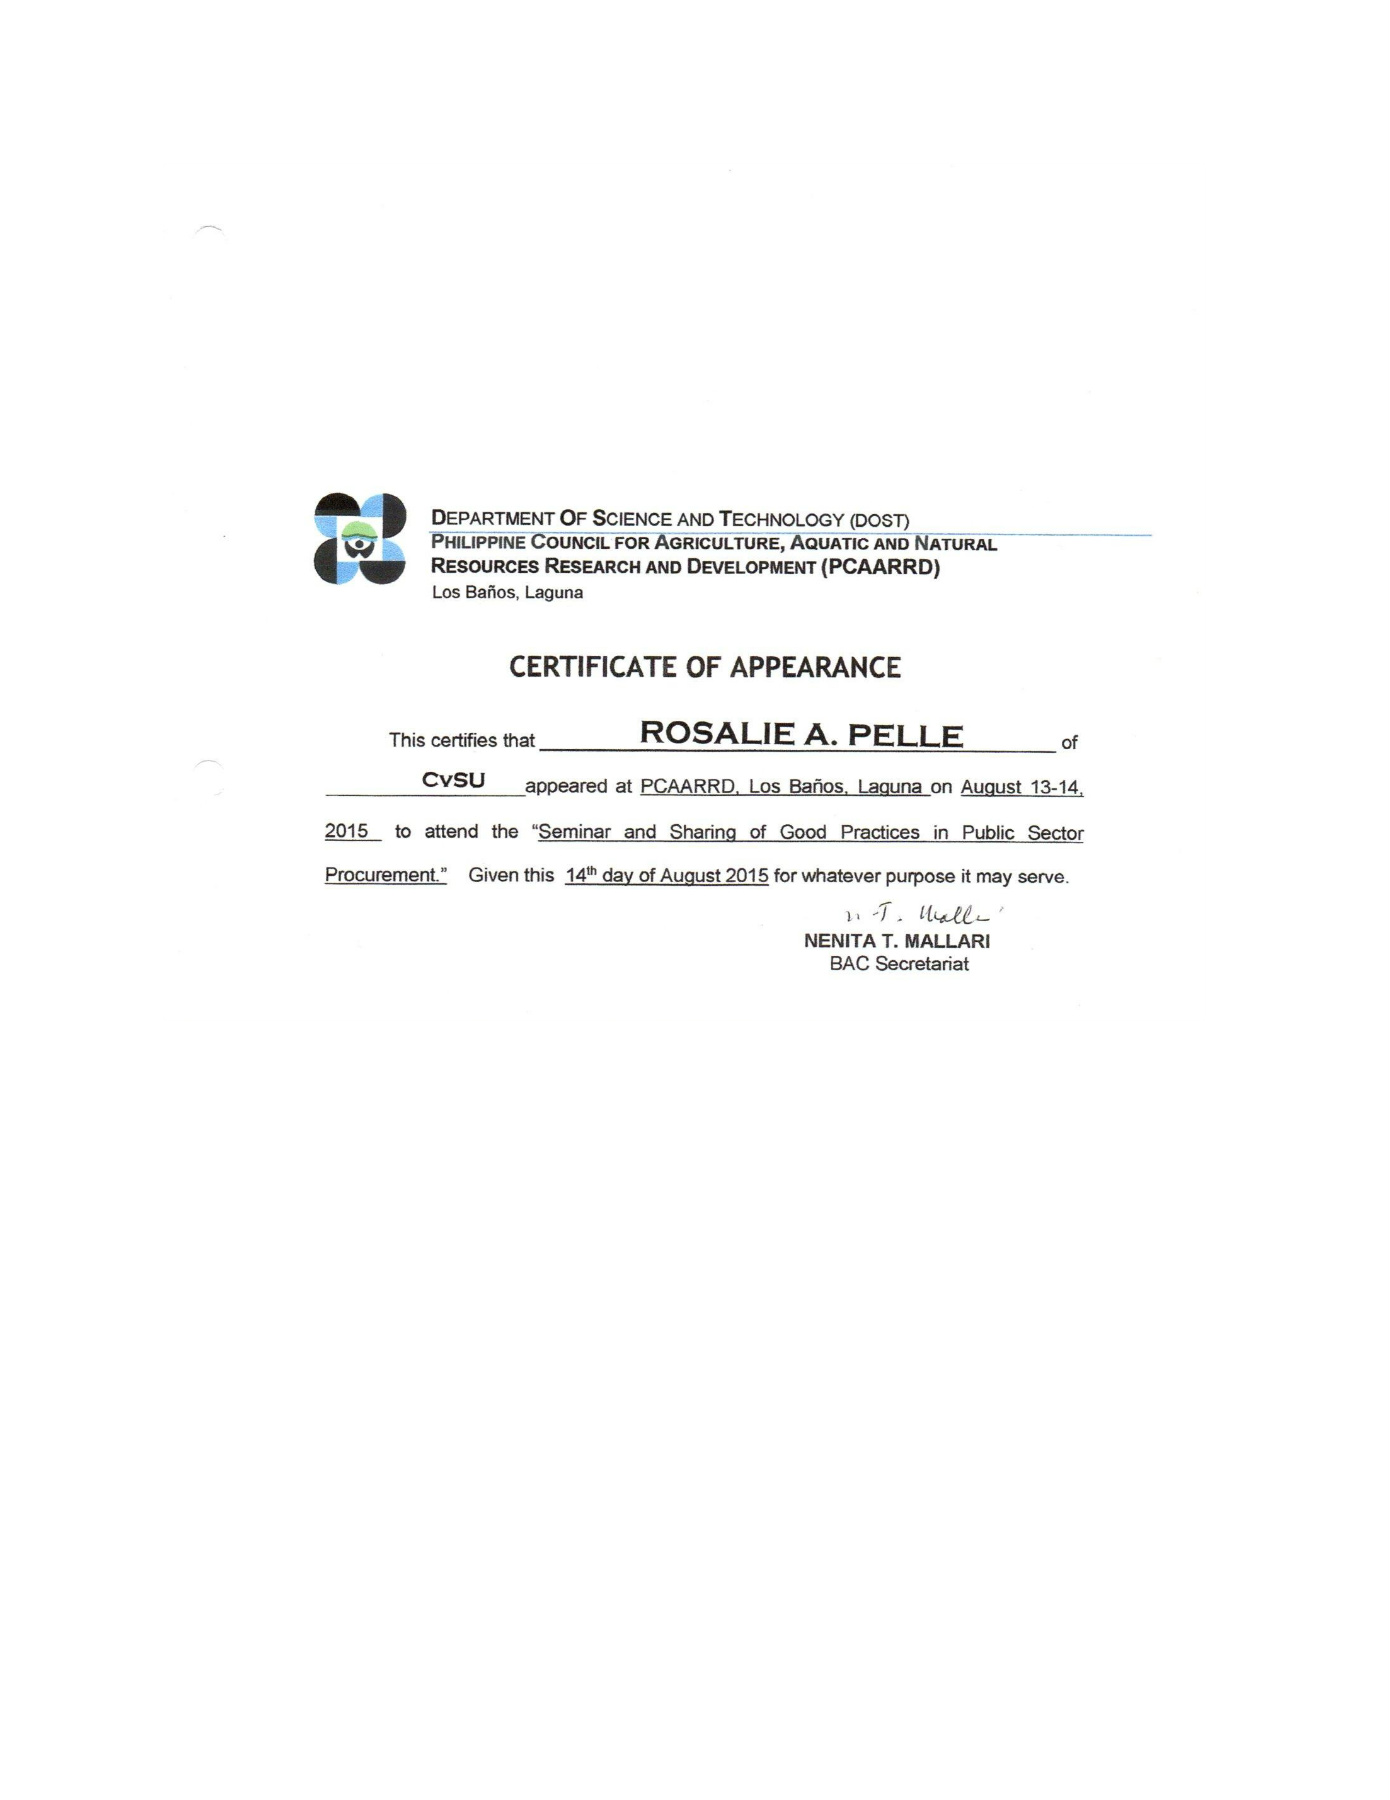 DEPARTMENT OF SCIENCE AND TECHNOLOGY (DOST)
PHILIPPINE COUNCIL FOR AGRICULTURE, AQUATIC AND NATURAL
RESOURCES RESEARCH AND DEVELOPMENT (PCAARRD)
Los Baños, Laguna
CERTIFICATE OF APPEARANCE
This certifies that ROSALIE A. PELLE of
CvSU appeared at PCAARRD, Los Baños, Laguna on August 13-14,
2015 to attend the “Seminar and Sharing of Good Practices in Public Sector
Procurement.” Given this 14th day of August 2015 for whatever purpose it may serve.
NENITA T. MALLARI
BAC Secretariat